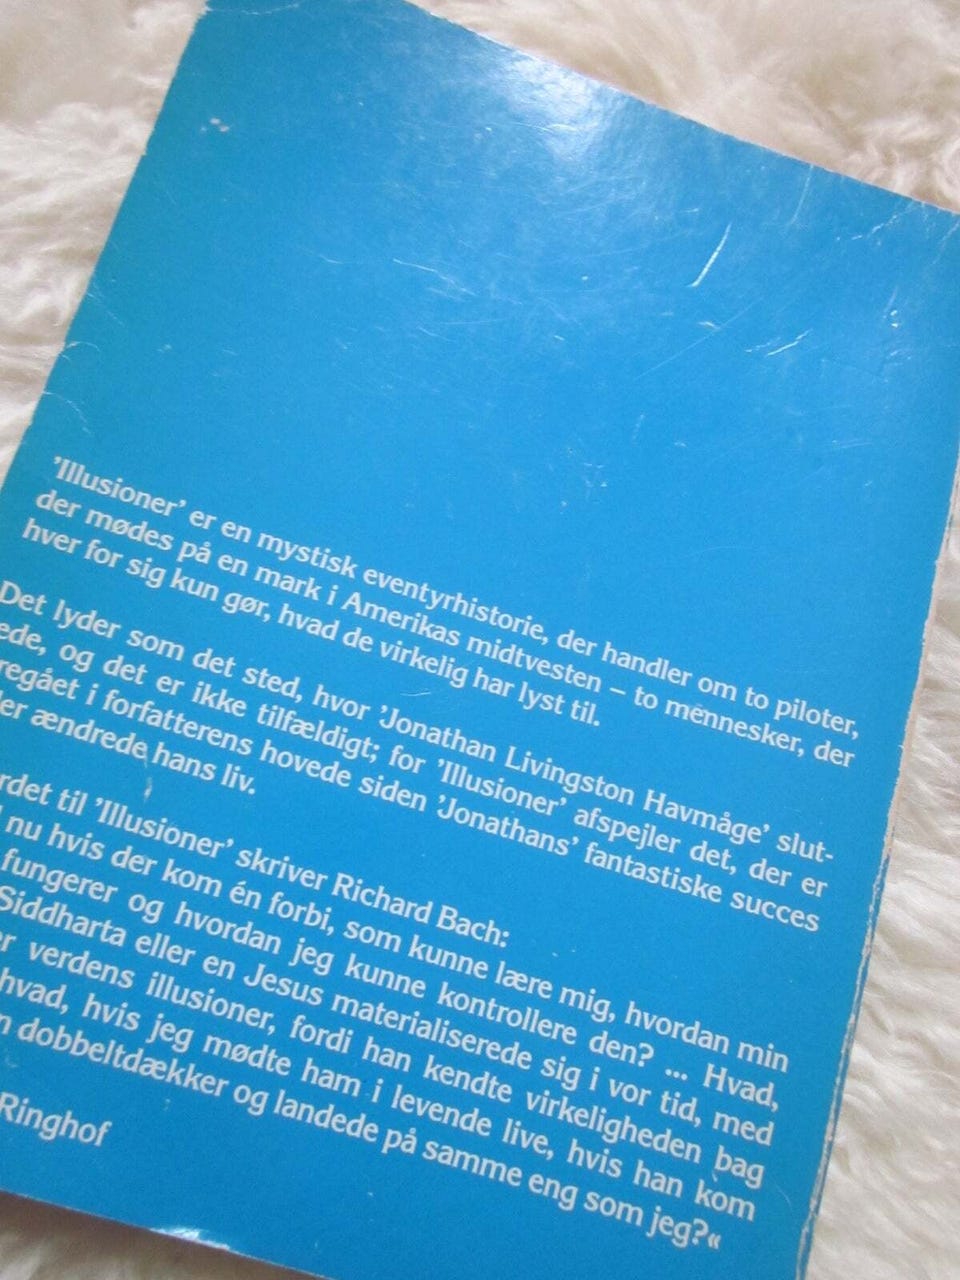 'Illusioner' er en mystisk eventyrhistorie, der handler om to piloter,
der mødes på en mark i Amerikas midtvesten – to mennesker, der
hver for sig kun gør, hvad de virkelig har lyst til.
Det lyder som det sted, hvor 'Jonathan Livingston Havmåge' slut-
ede, og det er ikke tilfældigt; for 'Illusioner' afspejler det, der er
regået i forfatterens hovede siden 'Jonathans' fantastiske succes
ler ændrede hans liv.
rdet til 'Illusioner' skriver Richard Bach:
nu hvis der kom én forbi, som kunne lære mig, hvordan min
fungerer og hvordan jeg kunne kontrollere den? ... Hvad,
Siddharta eller en Jesus materialiserede sig i vor tid, med
er verdens illusioner, fordi han kendte virkeligheden bag
hvad, hvis jeg mødte ham i levende live, hvis han kom
n dobbeltdækker og landede på samme eng som jeg?«
Ringhof